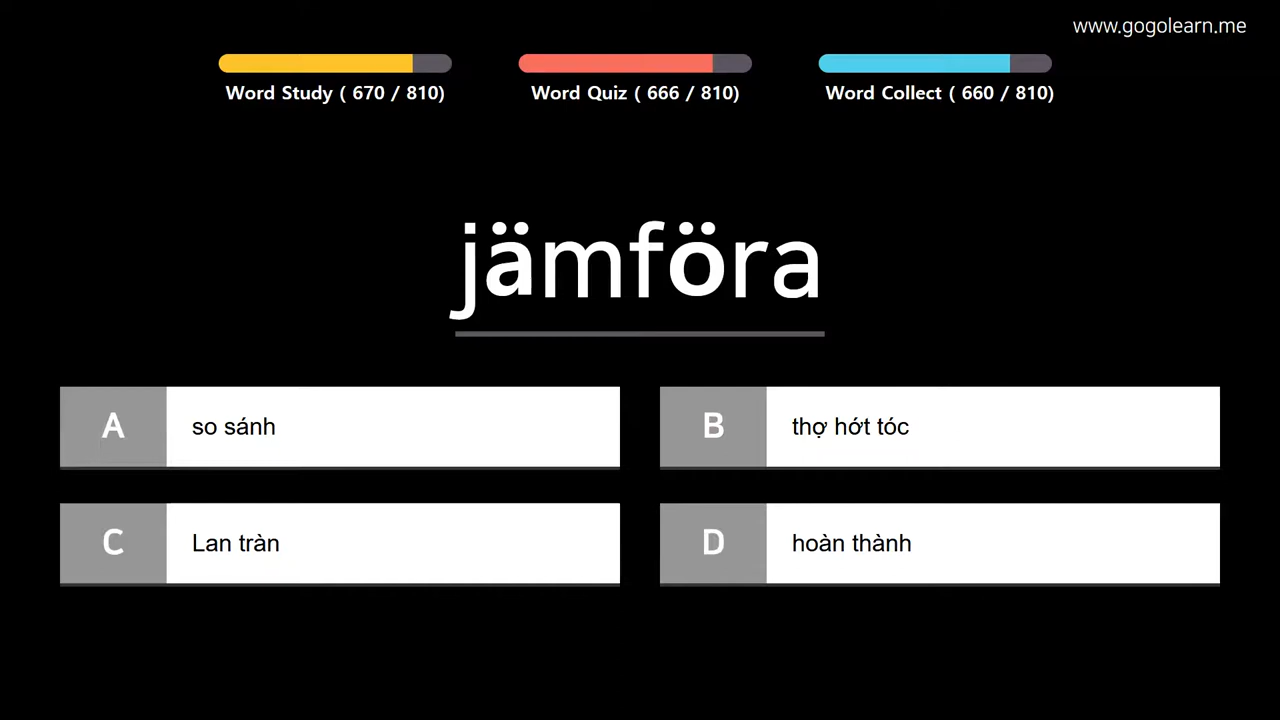 www.gogolearn.me
Word Study ( 670 / 810)
Word Quiz ( 666 / 810)
Word Collect ( 660 / 810)
jämföra
A
so sánh
B
thợ hớt tóc
C
Lan tràn
D
hoàn thành